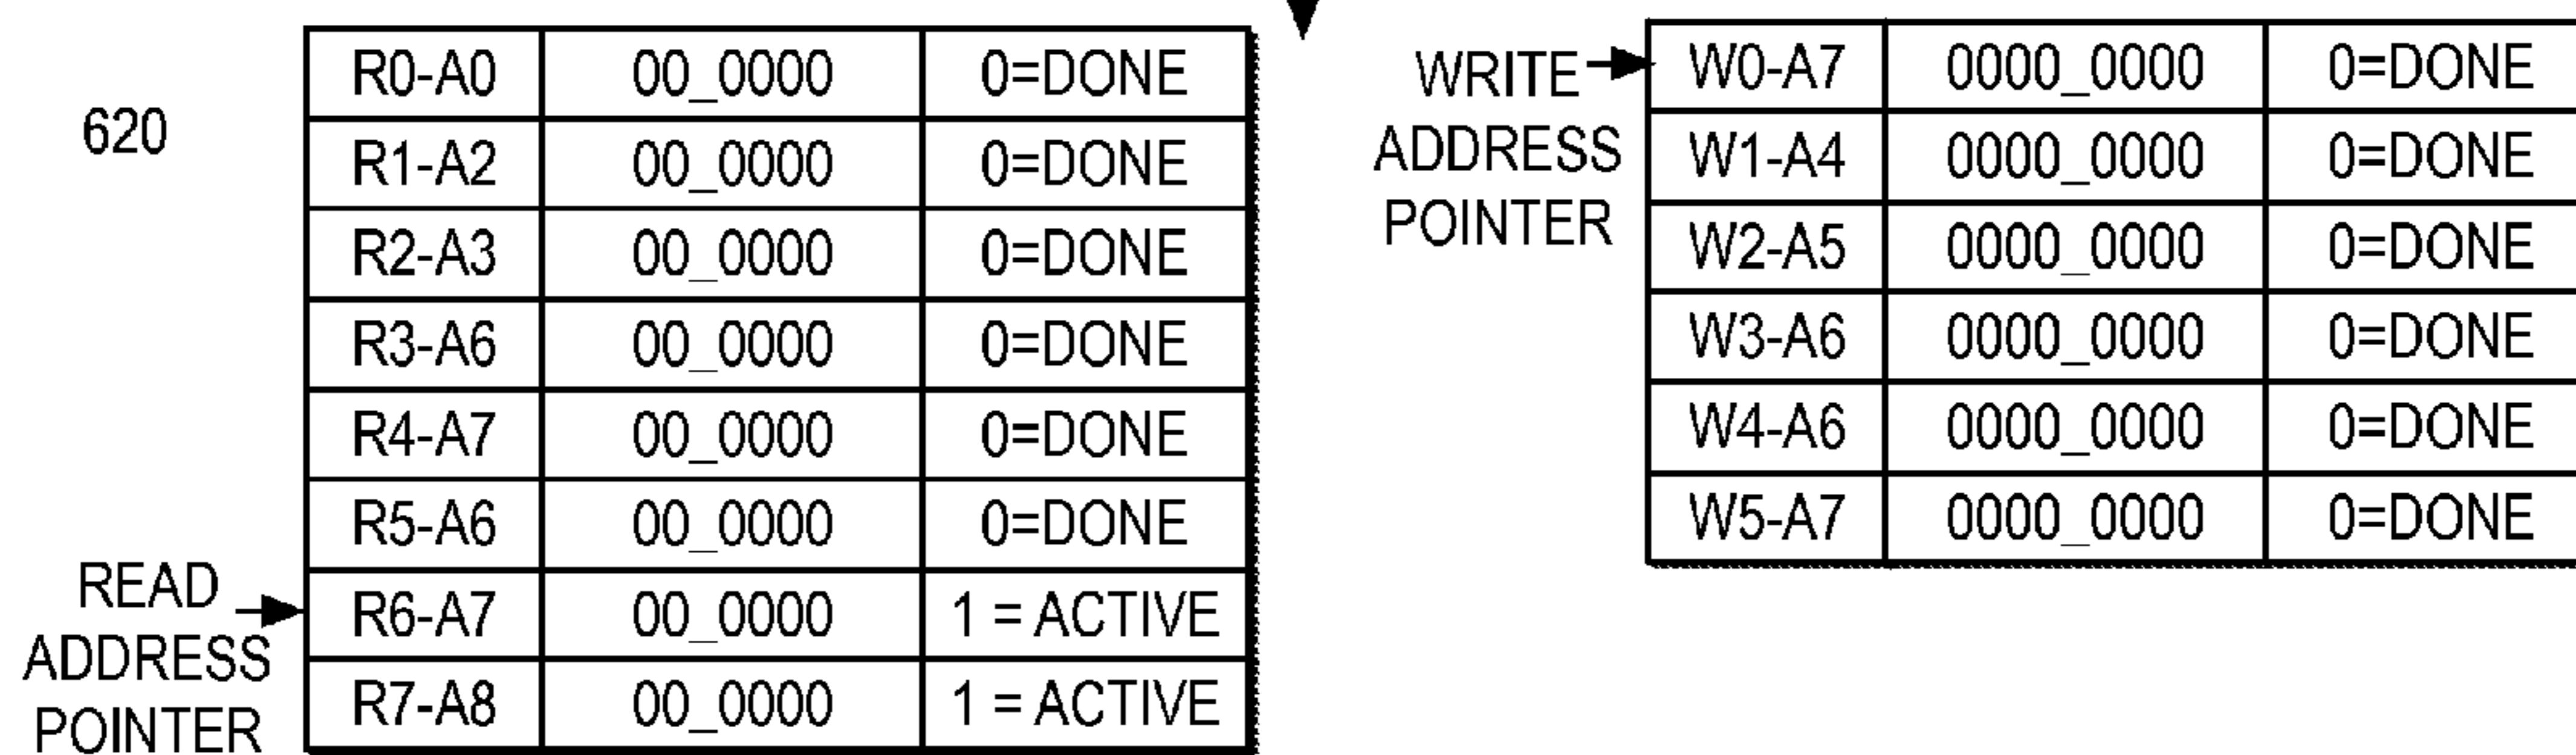 620
R0-A0 00_0000 0=DONE
R1-A2 00_0000 0=DONE
R2-A3 00_0000 0=DONE
R3-A6 00_0000 0=DONE
R4-A7 00_0000 0=DONE
R5-A6 00_0000 0=DONE
R6-A7 00_0000 1 = ACTIVE
R7-A8 00_0000 1 = ACTIVE
READ
ADDRESS
POINTER
WRITE
ADDRESS
POINTER
W0-A7 0000_0000 0=DONE
W1-A4 0000_0000 0=DONE
W2-A5 0000_0000 0=DONE
W3-A6 0000_0000 0=DONE
W4-A6 0000_0000 0=DONE
W5-A7 0000_0000 0=DONE